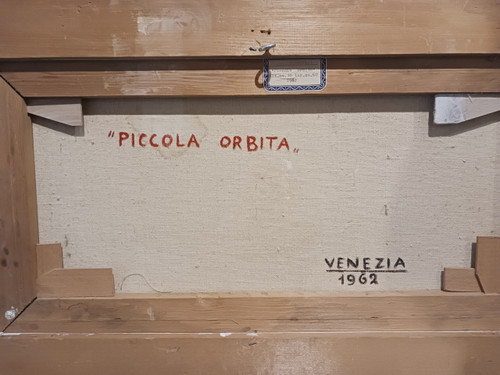 "PICCOLA ORBITA"
VENEZIA
1962